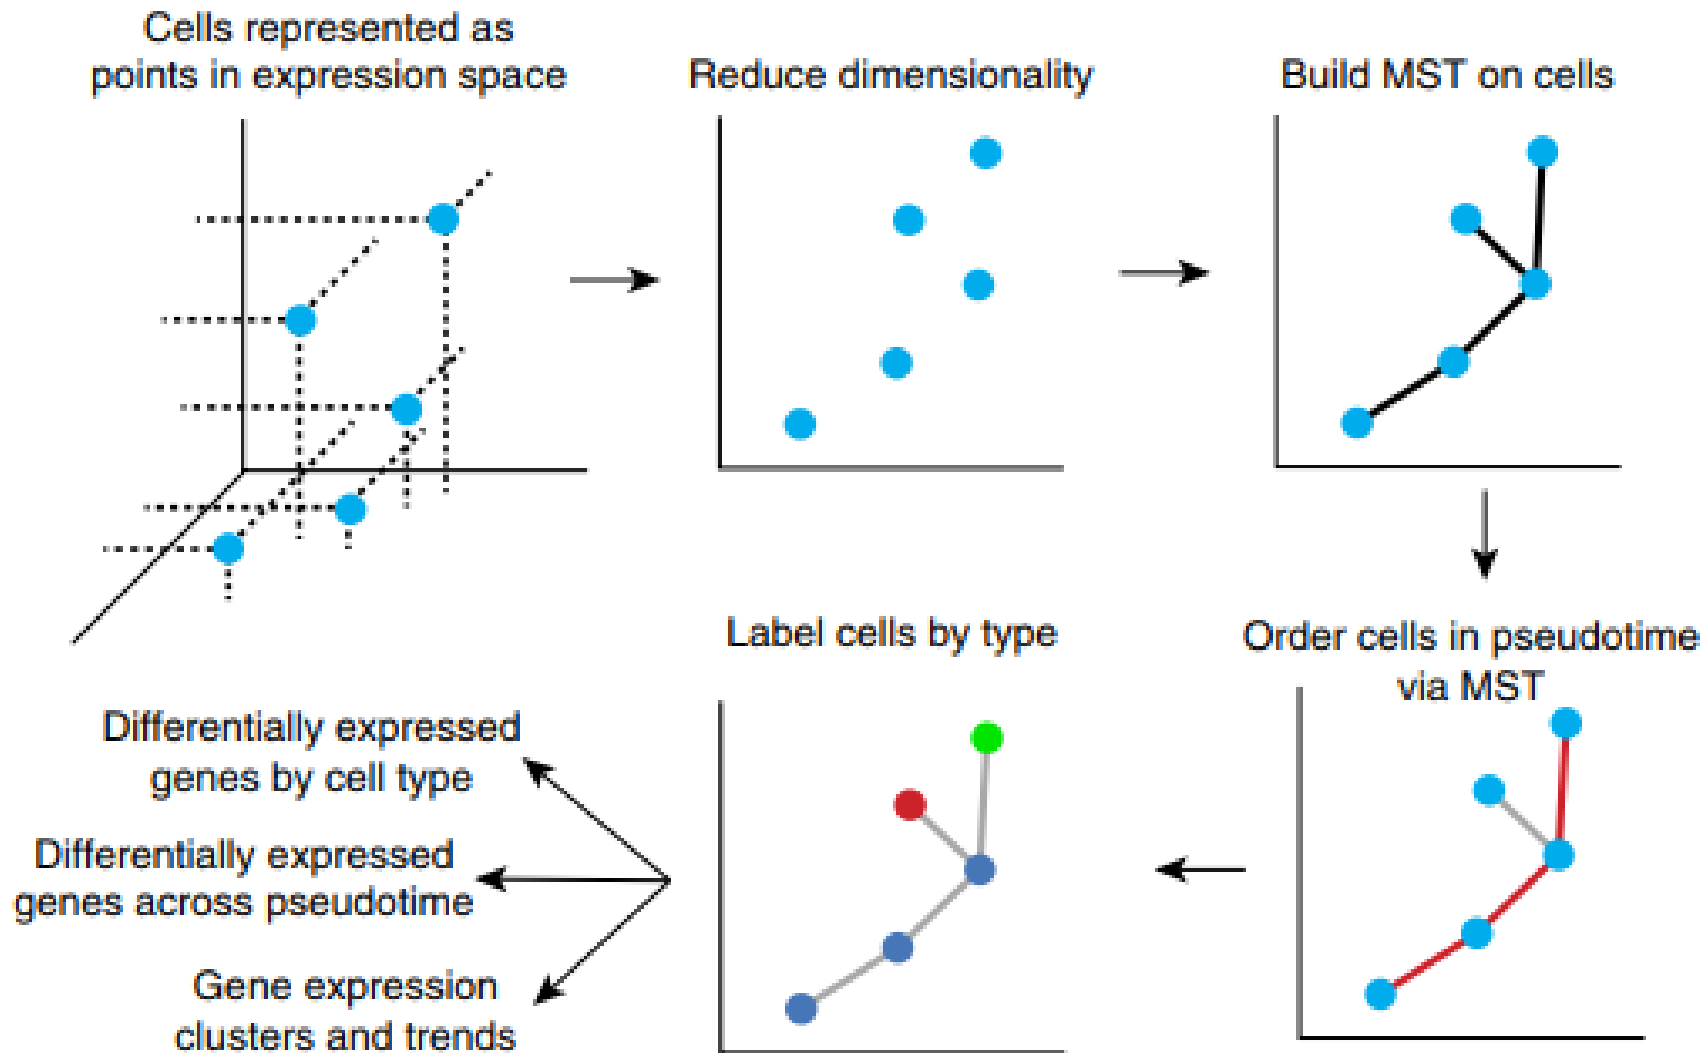 Cells represented as
points in expression space
Reduce dimensionality
Build MST on cells
Order cells in pseudotime
via MST
Label cells by type
Differentially expressed
genes by cell type
Differentially expressed
genes across pseudotime
Gene expression
clusters and trends